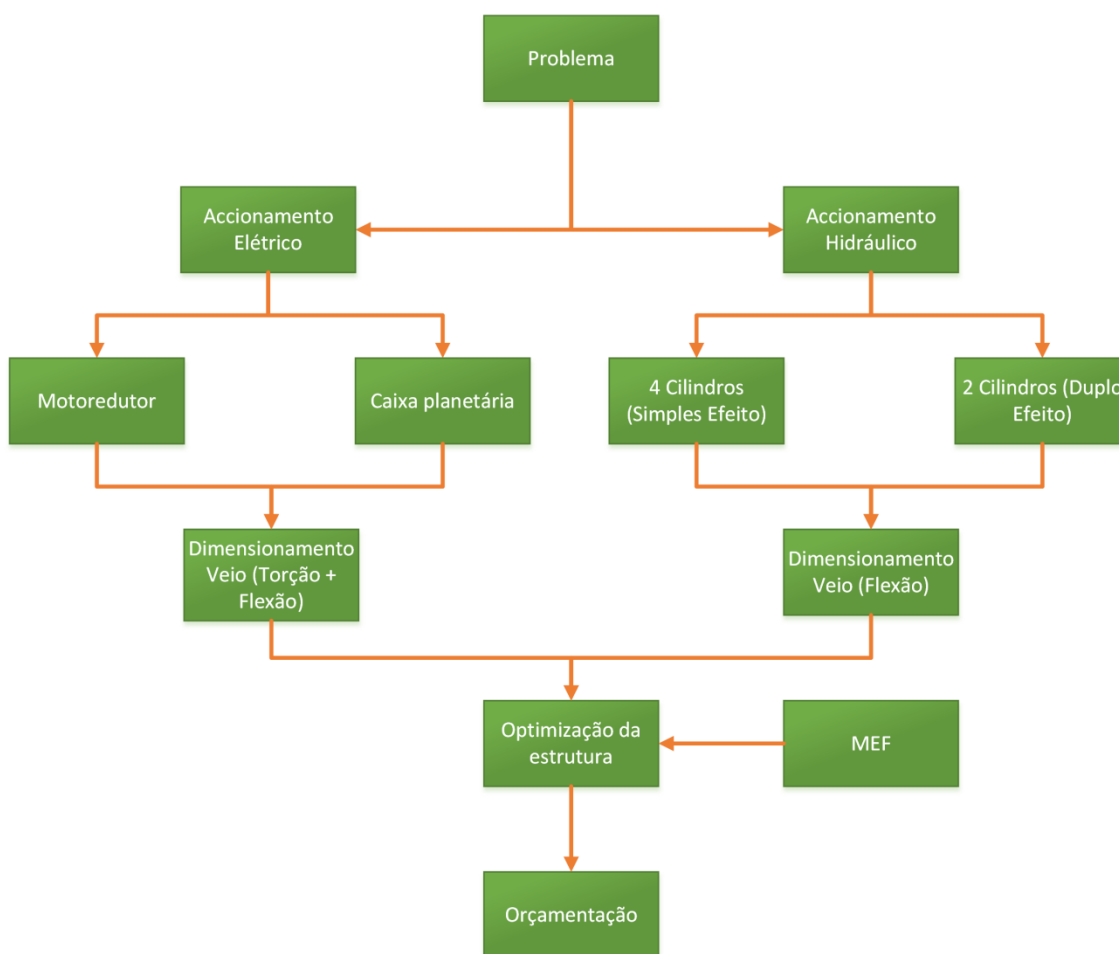 Problema
Accionamento
Elétrico
Accionamento
Hidráulico
Motoredutor
Caixa planetária
4 Cilindros
(Simples Efeito)
2 Cilindros (Duplo
Efeito)
Dimensionamento
Veio (Torção +
Flexão)
Dimensionamento
Veio (Flexão)
Optimização da
estrutura
MEF
Orçamentação